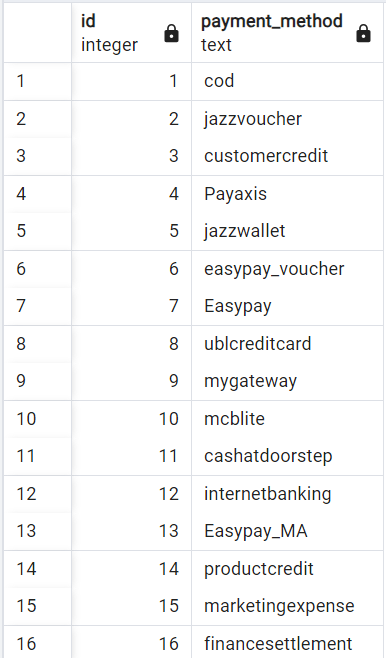 id payment_method
integer text
1 1 cod
2 2 jazzvoucher
3 3 customercredit
4 4 Payaxis
5 5 jazzwallet
6 6 easypay_voucher
7 7 Easypay
8 8 ublcreditcard
9 9 mygateway
10 10 mcblite
11 11 cashatdoorstep
12 12 internetbanking
13 13 Easypay_MA
14 14 productcredit
15 15 marketingexpense
16 16 financesettlement